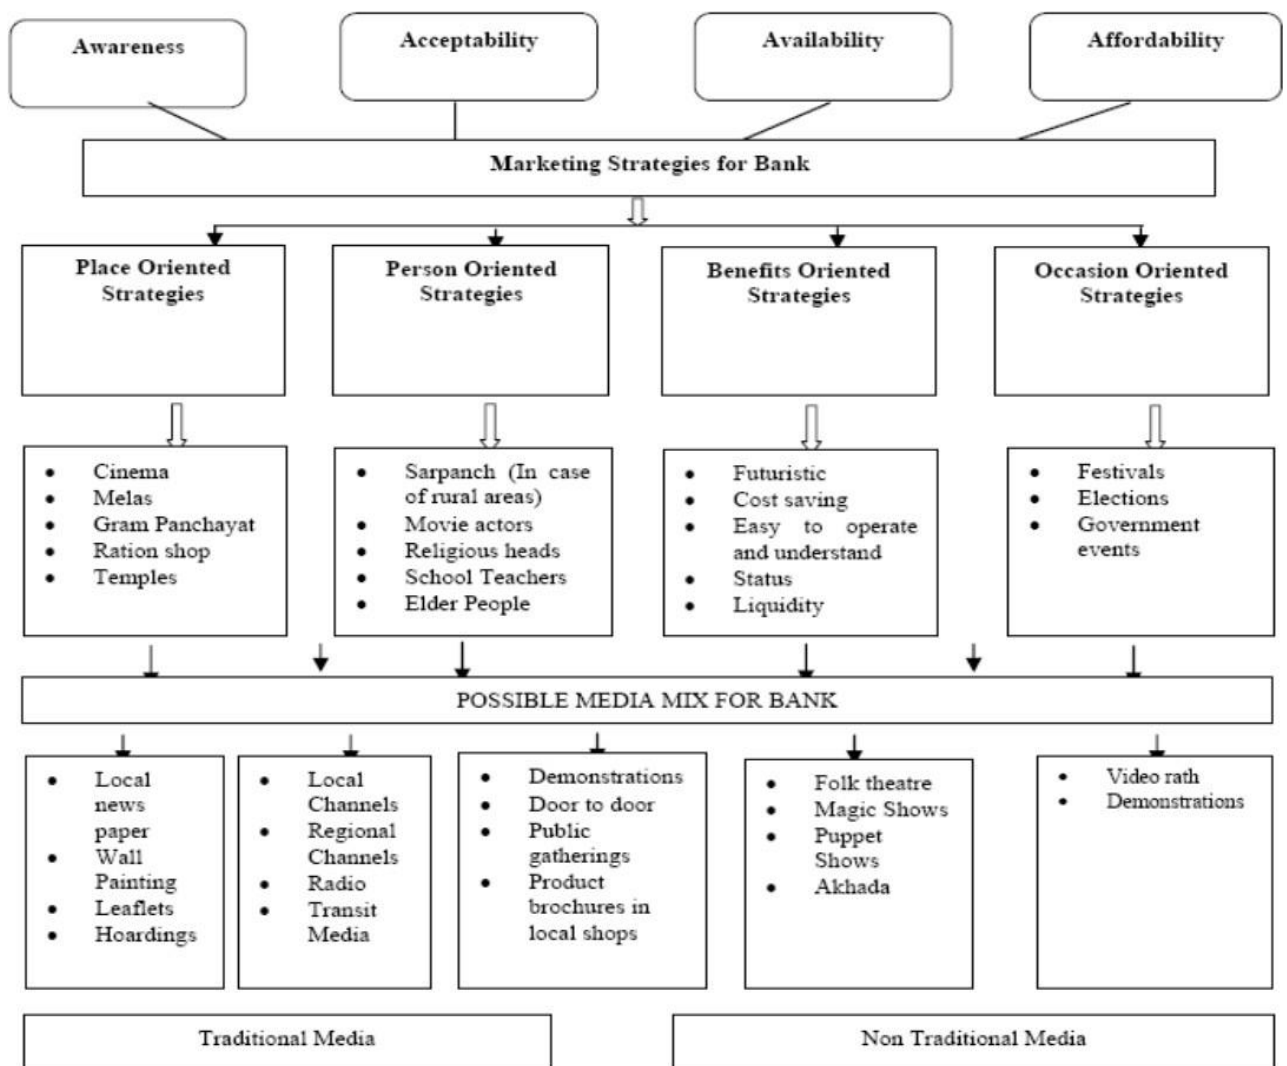 Awareness
Acceptability
Availability
Affordability
Marketing Strategies for Bank
Place Oriented
Strategies
Person Oriented
Strategies
Benefits Oriented
Strategies
Occasion Oriented
Strategies
• Cinema
• Melas
• Gram Panchayat
• Ration shop
• Temples
• Sarpanch (In case
of rural areas)
• Movie actors
• Religious heads
• School Teachers
• Elder People
• Futuristic
• Cost saving
• Easy to operate
and understand
• Status
• Liquidity
• Festivals
• Elections
• Government
events
POSSIBLE MEDIA MIX FOR BANK
• Local
news
paper
• Wall
Painting
• Leaflets
• Hoardings
• Local
Channels
• Regional
Channels
• Radio
• Transit
Media
• Demonstrations
• Door to door
• Public
gatherings
• Product
brochures in
local shops
• Folk theatre
• Magic Shows
• Puppet
Shows
• Akhada
• Video rath
• Demonstrations
Traditional Media
Non Traditional Media